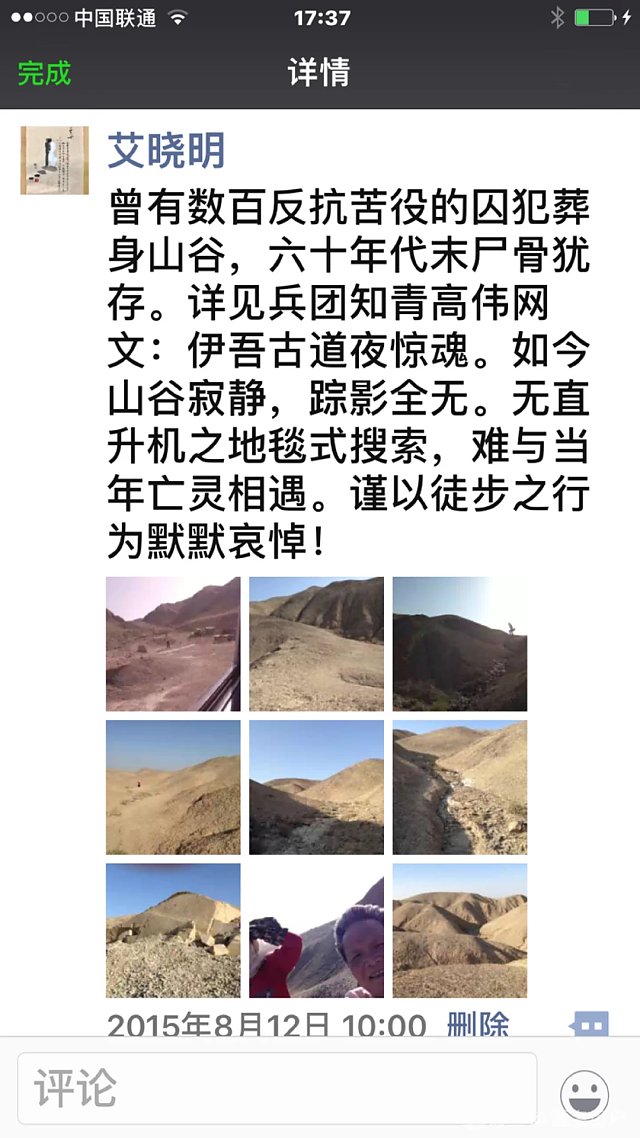 中国联通 17:37
完成 详情
艾晓明
曾有数百反抗苦役的囚犯葬
身山谷，六十年代末尸骨犹
存。详见兵团知青高伟网
文：伊吾古道夜惊魂。如今
山谷寂静，踪影全无。无直
升机之地毯式搜索，难与当
年亡灵相遇。谨以徒步之行
为默默哀悼！
2015年8月12日 10:00 删除
评论